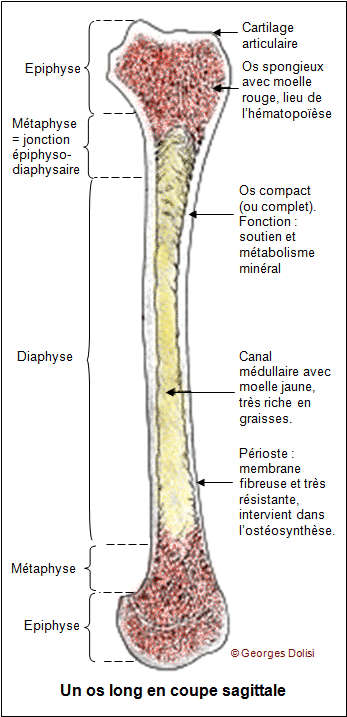 Cartilage
articulaire
Epiphyse
Os spongieux
avec moelle
rouge, lieu de
l'hématopoïèse
Métaphyse
= jonction
épiphyso-
diaphysaire
Os compact
(ou complet).
Fonction :
soutien et
métabolisme
minéral
Diaphyse
Canal
médullaire avec
moelle jaune,
très riche en
graisses.
Périoste :
membrane
fibreuse et très
résistante,
intervient dans
l'ostéosynthèse.
Métaphyse
Epiphyse
© Georges Dolisi
Un os long en coupe sagittale